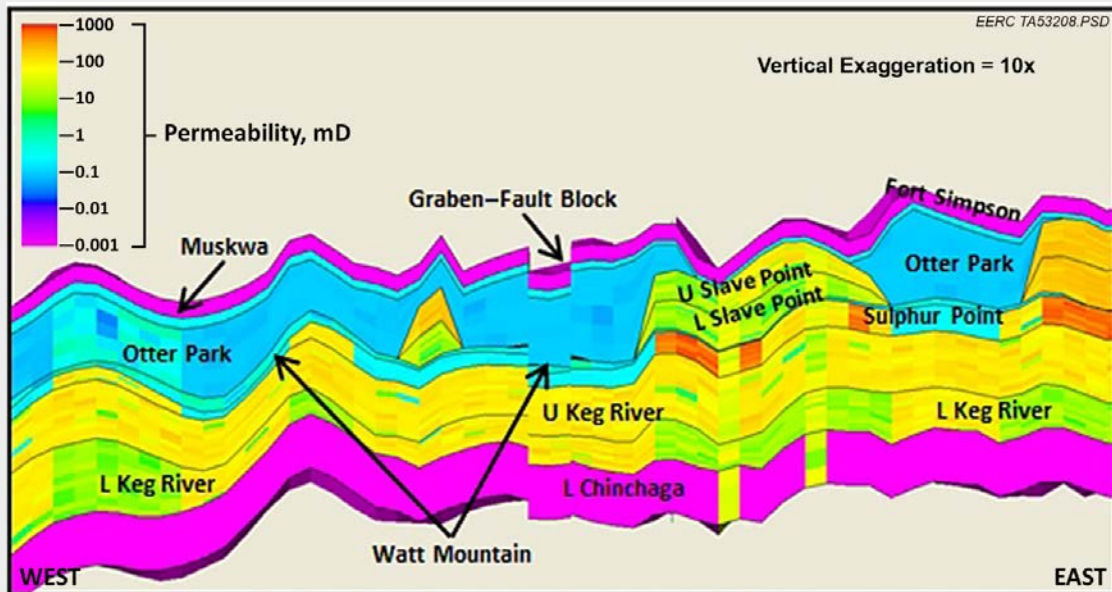 EERC TA53208.PSD
Vertical Exaggeration = 10x
1000
100
10
1
0.1
0.01
0.001
Permeability, mD
Graben–Fault Block
Muskwa
Fort Simpson
U Slave Point
L Slave Point
Otter Park
Otter Park
Sulphur Point
U Keg River
L Keg River
L Keg River
L Chinchaga
Watt Mountain
WEST
EAST